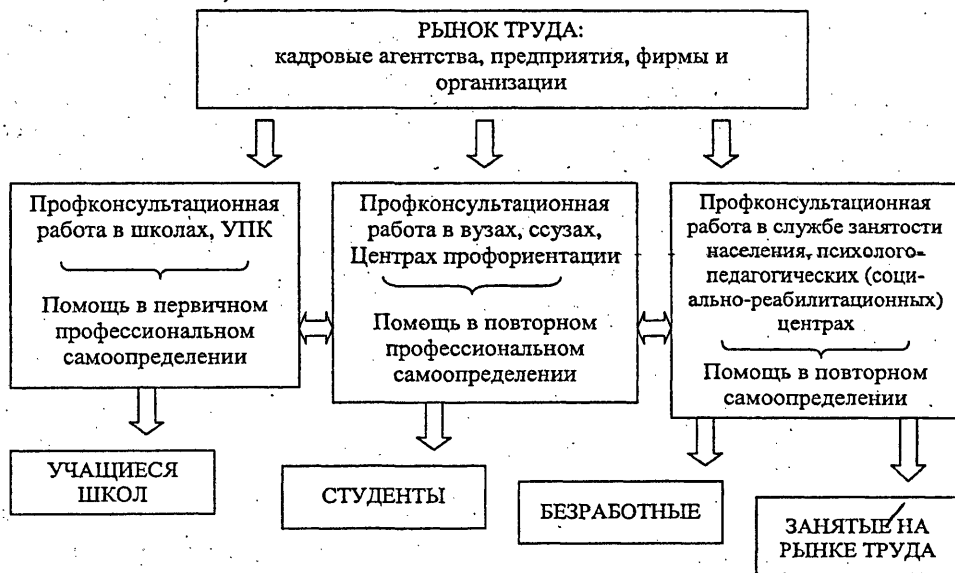 РЫНОК ТРУДА:
кадровые агентства, предприятия, фирмы и
организации
Профконсультационная
работа в школах, УПК
Помощь в первичном
профессиональном
самоопределении
Профконсультационная
работа в вузах, ссузах,
Центрах профориентации
Помощь в повторном
профессиональном
самоопределении
Профконсультационная
работа в службе занятости
населения, психолого-
педагогических (соци-
ально-реабилитационных)
центрах
Помощь в повторном
самоопределении
УЧАЩИЕСЯ
ШКОЛ
СТУДЕНТЫ
БЕЗРАБОТНЫЕ
ЗАНЯТЫЕ НА
РЫНКЕ ТРУДА